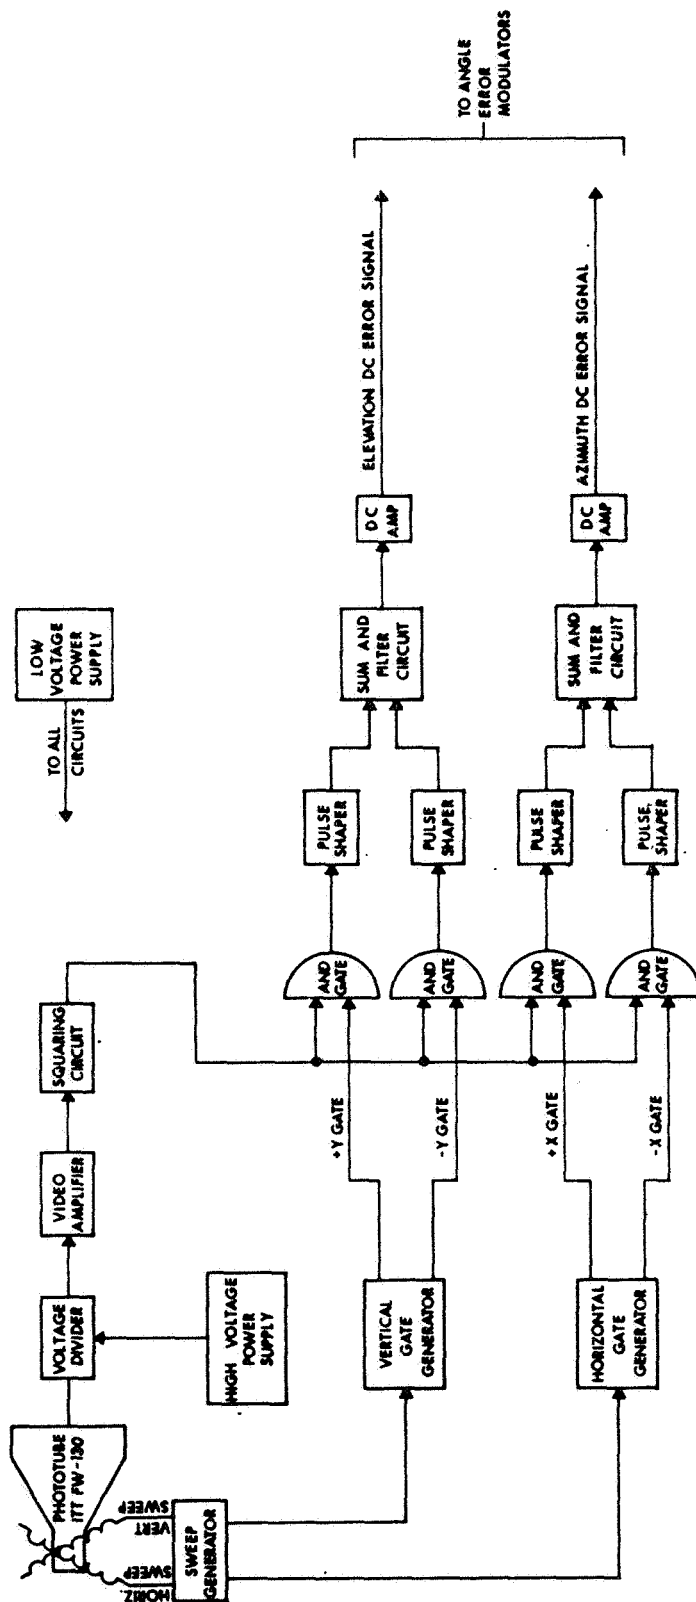 PHOTOTUBE
ITT FW-130
VOLTAGE
DIVIDER
VIDEO
AMPLIFIER
SQUARING
CIRCUIT
LOW
VOLTAGE
POWER
SUPPLY
TO ALL
CIRCUITS
HIGH VOLTAGE
POWER
SUPPLY
HORIZ
SWEEP
VERT
SWEEP
SWEEP
GENERATOR
VERTICAL
GATE
GENERATOR
+Y GATE
-Y GATE
AND
GATE
AND
GATE
PULSE
SHAPER
PULSE
SHAPER
SUM AND
FILTER
CIRCUIT
DC
AMP
ELEVATION DC ERROR SIGNAL
HORIZONTAL
GATE
GENERATOR
+X GATE
-X GATE
AND
GATE
AND
GATE
PULSE
SHAPER
PULSE
SHAPER
SUM AND
FILTER
CIRCUIT
DC
AMP
AZIMUTH DC ERROR SIGNAL
TO ANGLE
ERROR
MODULATORS